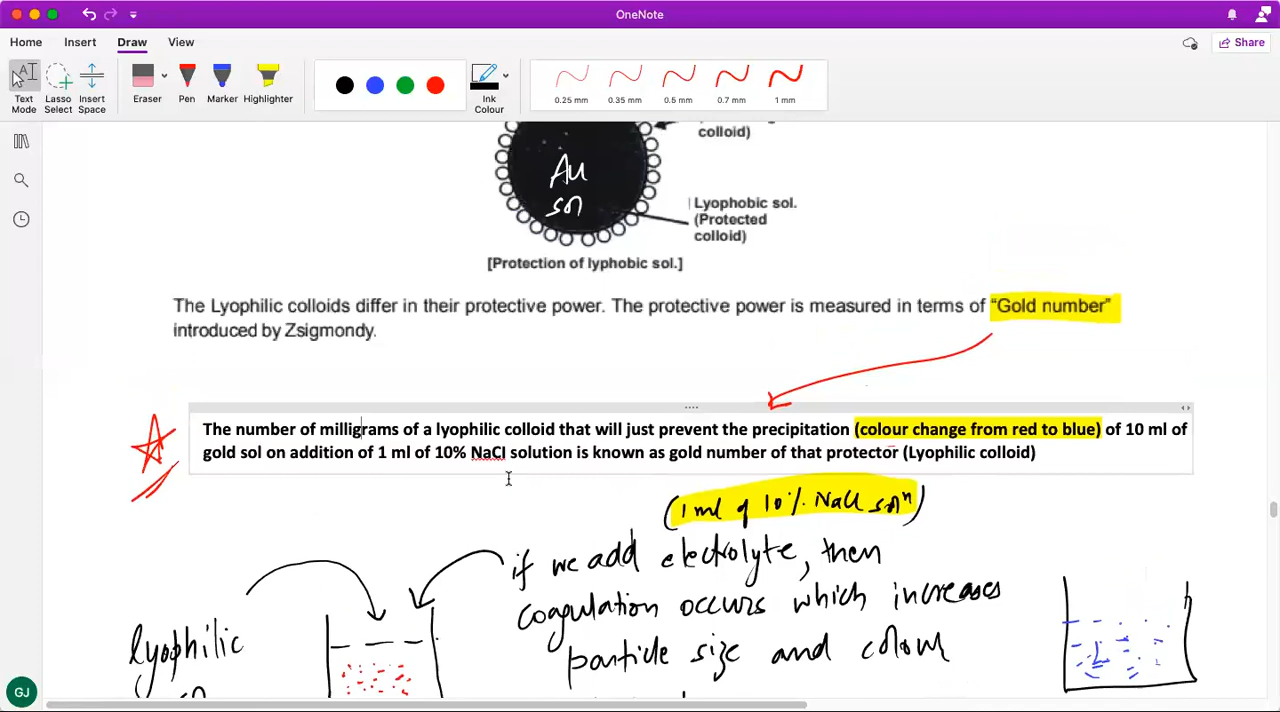 OneNote
Home Insert Draw View
Share
Text Mode
Lasso Select
Insert Space
Eraser
Pen
Marker
Highlighter
Ink Colour
0.25 mm
0.35 mm
0.5 mm
0.7 mm
1 mm
colloid)
Au
sol
Lyophobic sol.
(Protected
colloid)
[Protection of lyphobic sol.]
The Lyophilic colloids differ in their protective power. The protective power is measured in terms of “Gold number”
introduced by Zsigmondy.
The number of milligrams of a lyophilic colloid that will just prevent the precipitation (colour change from red to blue) of 10 ml of
gold sol on addition of 1 ml of 10% NaCl solution is known as gold number of that protector (Lyophilic colloid)
(1 ml of 10% NaCl solⁿ)
if we add electrolyte, then
coagulation occurs which increases
lyophilic
particle size and colour
GJ